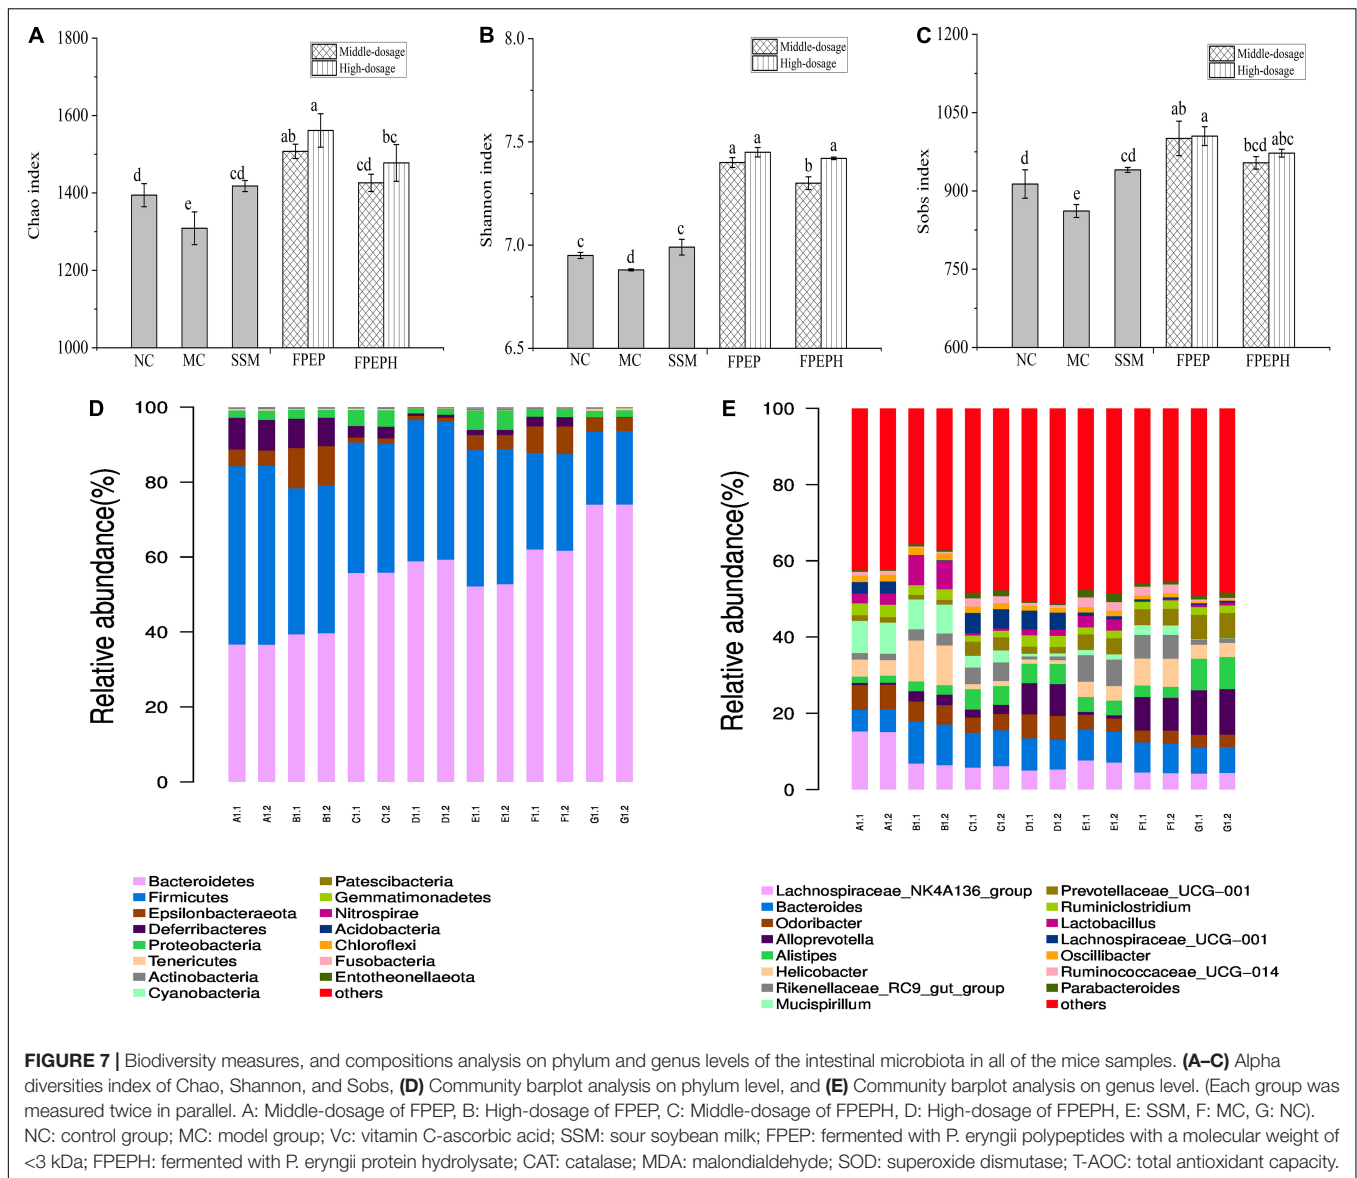 A
1800
1600
1400
1200
1000
Chao index
Middle-dosage
High-dosage
d
e
cd
ab
a
cd
bc
NC
MC
SSM
FPEP
FPEPH
B
8.0
7.5
7.0
6.5
Shannon index
Middle-dosage
High-dosage
c
d
c
a
a
b
a
NC
MC
SSM
FPEP
FPEPH
C
1200
1050
900
750
600
Sobs index
Middle-dosage
High-dosage
d
e
cd
ab
a
bcd
abc
NC
MC
SSM
FPEP
FPEPH
D
100
80
60
40
20
0
Relative abundance(%)
A1.1
A1.2
B1.1
B1.2
C1.1
C1.2
D1.1
D1.2
E1.1
E1.2
F1.1
F1.2
G1.1
G1.2
Bacteroidetes
Firmicutes
Epsilonbacteraeota
Deferribacteres
Proteobacteria
Tenericutes
Actinobacteria
Cyanobacteria
Patescibacteria
Gemmatimonadetes
Nitrospirae
Acidobacteria
Chloroflexi
Fusobacteria
Entotheonellaeota
others
E
100
80
60
40
20
0
Relative abundance(%)
A1.1
A1.2
B1.1
B1.2
C1.1
C1.2
D1.1
D1.2
E1.1
E1.2
F1.1
F1.2
G1.1
G1.2
Lachnospiraceae_NK4A136_group
Bacteroides
Odoribacter
Alloprevotella
Alistipes
Helicobacter
Rikenellaceae_RC9_gut_group
Mucispirillum
Prevotellaceae_UCG−001
Ruminiclostridium
Lactobacillus
Lachnospiraceae_UCG−001
Oscillibacter
Ruminococcaceae_UCG−014
Parabacteroides
others
FIGURE 7 | Biodiversity measures, and compositions analysis on phylum and genus levels of the intestinal microbiota in all of the mice samples. (A–C) Alpha
diversities index of Chao, Shannon, and Sobs, (D) Community barplot analysis on phylum level, and (E) Community barplot analysis on genus level. (Each group was
measured twice in parallel. A: Middle-dosage of FPEP, B: High-dosage of FPEP, C: Middle-dosage of FPEPH, D: High-dosage of FPEPH, E: SSM, F: MC, G: NC).
NC: control group; MC: model group; Vc: vitamin C-ascorbic acid; SSM: sour soybean milk; FPEP: fermented with P. eryngii polypeptides with a molecular weight of
<3 kDa; FPEPH: fermented with P. eryngii protein hydrolysate; CAT: catalase; MDA: malondialdehyde; SOD: superoxide dismutase; T-AOC: total antioxidant capacity.